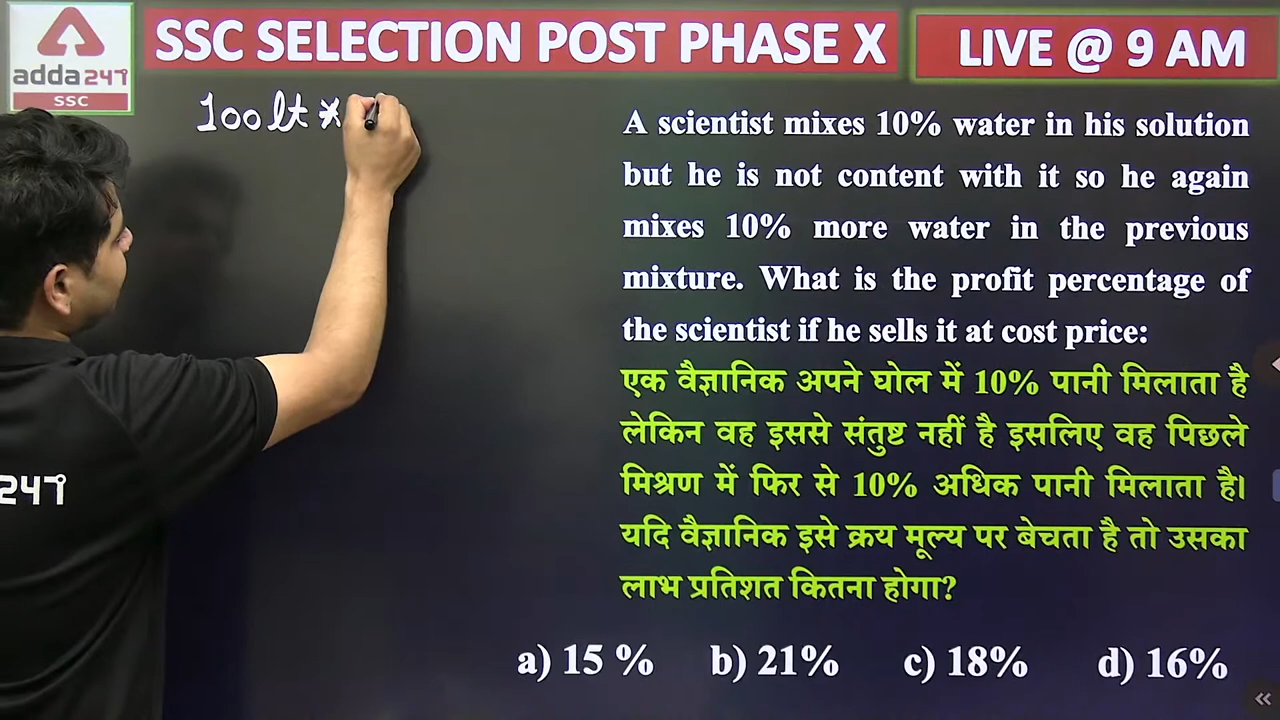 adda247
SSC
SSC SELECTION POST PHASE X
LIVE @ 9 AM
100 lt ×
A scientist mixes 10% water in his solution
but he is not content with it so he again
mixes 10% more water in the previous
mixture. What is the profit percentage of
the scientist if he sells it at cost price:
एक वैज्ञानिक अपने घोल में 10% पानी मिलाता है
लेकिन वह इससे संतुष्ट नहीं है इसलिए वह पिछले
मिश्रण में फिर से 10% अधिक पानी मिलाता है।
यदि वैज्ञानिक इसे क्रय मूल्य पर बेचता है तो उसका
लाभ प्रतिशत कितना होगा?
a) 15 % b) 21% c) 18% d) 16%
247